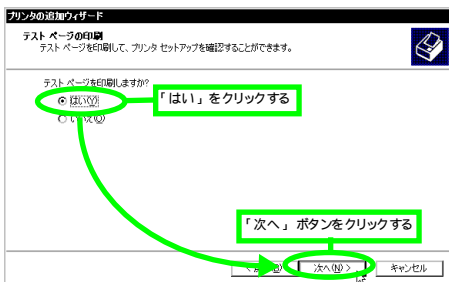 プリンタの追加ウィザード
テスト ページの印刷
テスト ページを印刷して、プリンタ セットアップを確認することができます。
テスト ページを印刷しますか?
はい(Y)
「はい」をクリックする
「次へ」 ボタンをクリックする
次へ(N) >
キャンセル